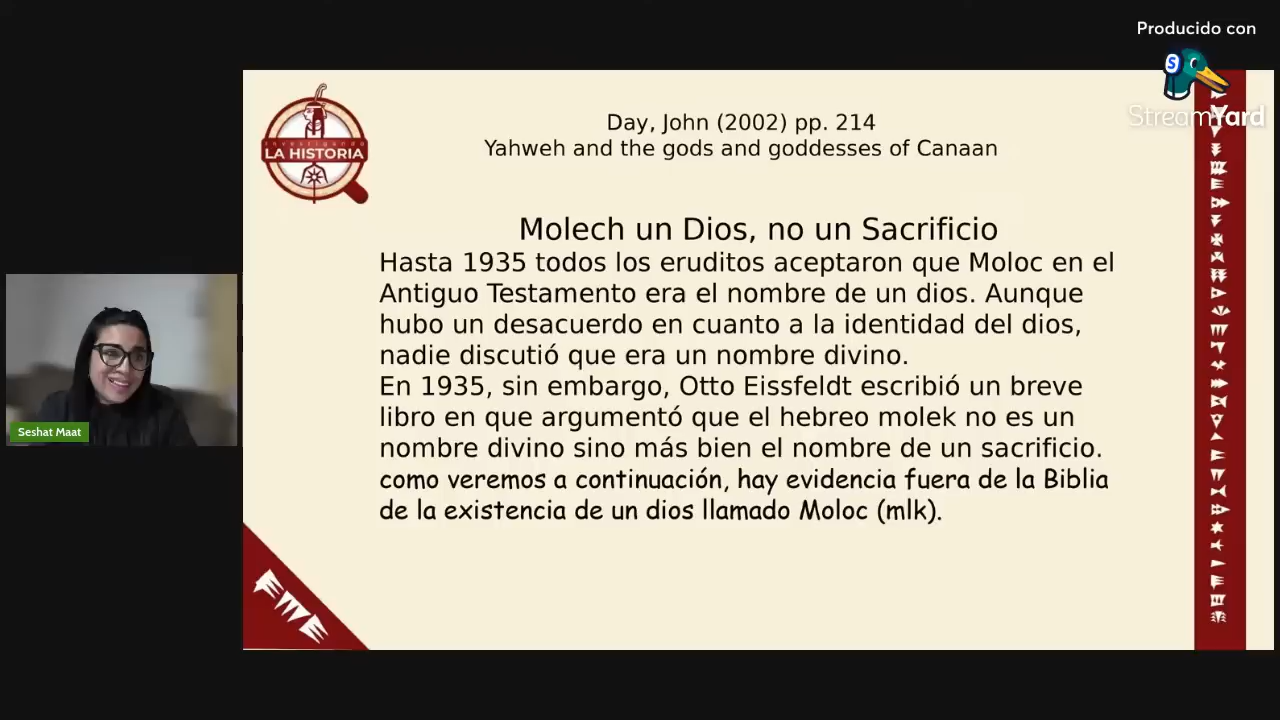 Producido con
StreamYard
Investigando
LA HISTORIA
Day, John (2002) pp. 214
Yahweh and the gods and goddesses of Canaan
Molech un Dios, no un Sacrificio
Hasta 1935 todos los eruditos aceptaron que Moloc en el
Antiguo Testamento era el nombre de un dios. Aunque
hubo un desacuerdo en cuanto a la identidad del dios,
nadie discutió que era un nombre divino.
En 1935, sin embargo, Otto Eissfeldt escribió un breve
libro en que argumentó que el hebreo molek no es un
nombre divino sino más bien el nombre de un sacrificio.
como veremos a continuación, hay evidencia fuera de la Biblia
de la existencia de un dios llamado Moloc (mlk).
Seshat Maat